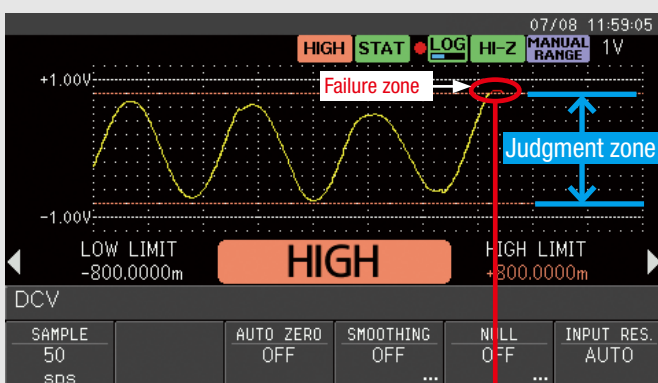 07/08 11:59:05
HIGH STAT LOG HI-Z MANUAL RANGE 1V
+1.00V
Failure zone
Judgment zone
-1.00V
LOW LIMIT
-800.0000m
HIGH
HIGH LIMIT
+800.0000m
DCV
SAMPLE
50
SPS
AUTO ZERO
OFF
SMOOTHING
OFF
...
NULL
OFF
...
INPUT RES.
AUTO